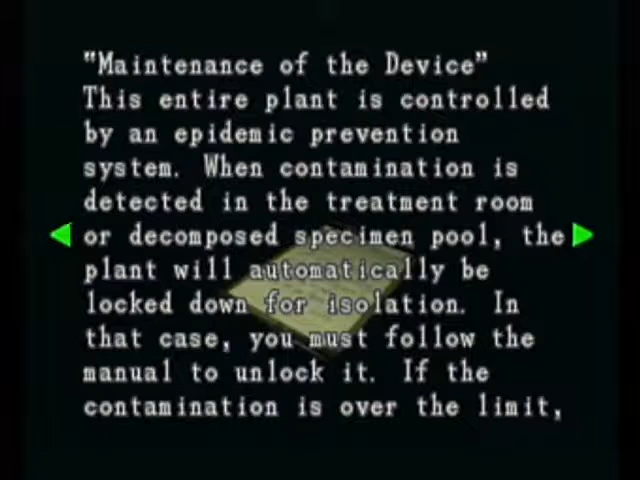 "Maintenance of the Device"
This entire plant is controlled
by an epidemic prevention
system. When contamination is
detected in the treatment room
or decomposed specimen pool, the
plant will automatically be
locked down for isolation. In
that case, you must follow the
manual to unlock it. If the
contamination is over the limit,